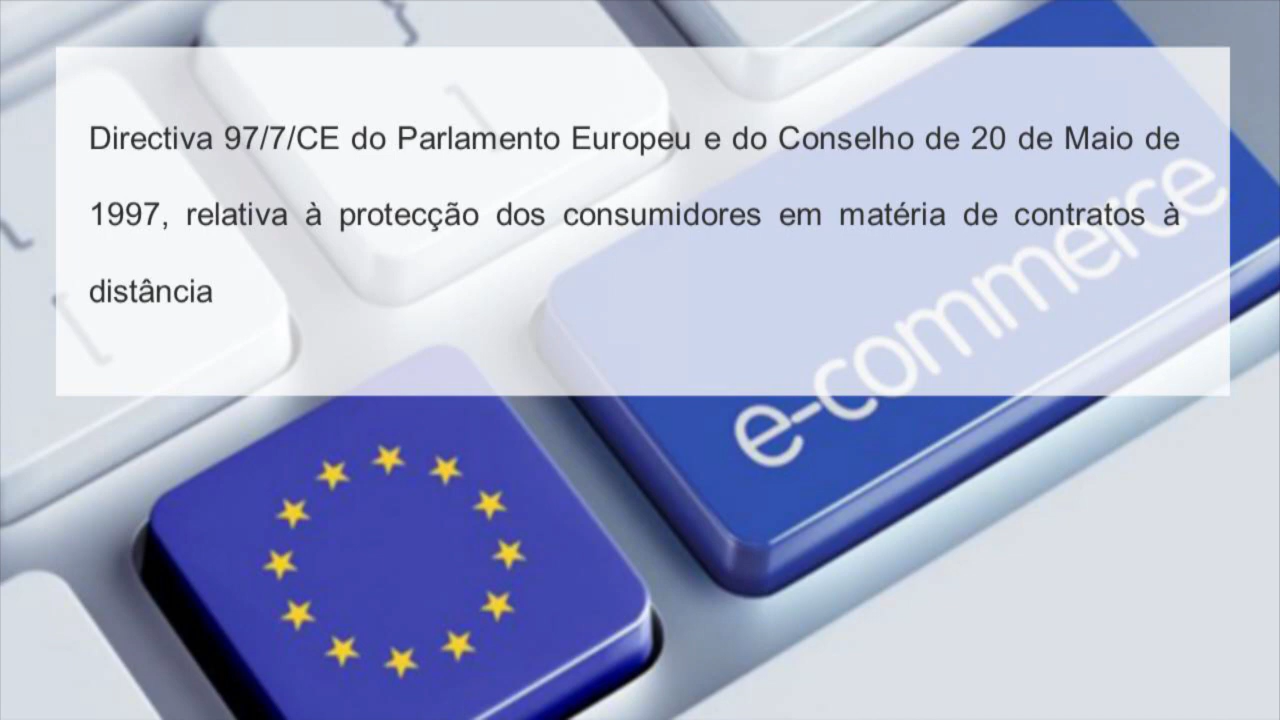 Directiva 97/7/CE do Parlamento Europeu e do Conselho de 20 de Maio de
1997, relativa à protecção dos consumidores em matéria de contratos à
distância
e-commerce